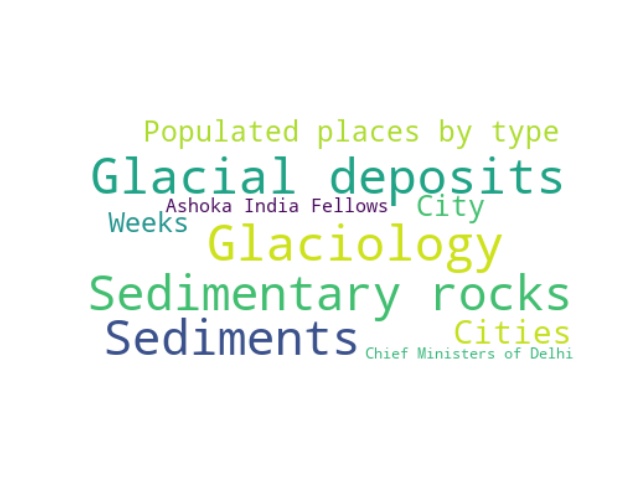 Populated places by type
Glacial deposits
Ashoka India Fellows
City
Weeks
Glaciology
Sedimentary rocks
Sediments
Cities
Chief Ministers of Delhi